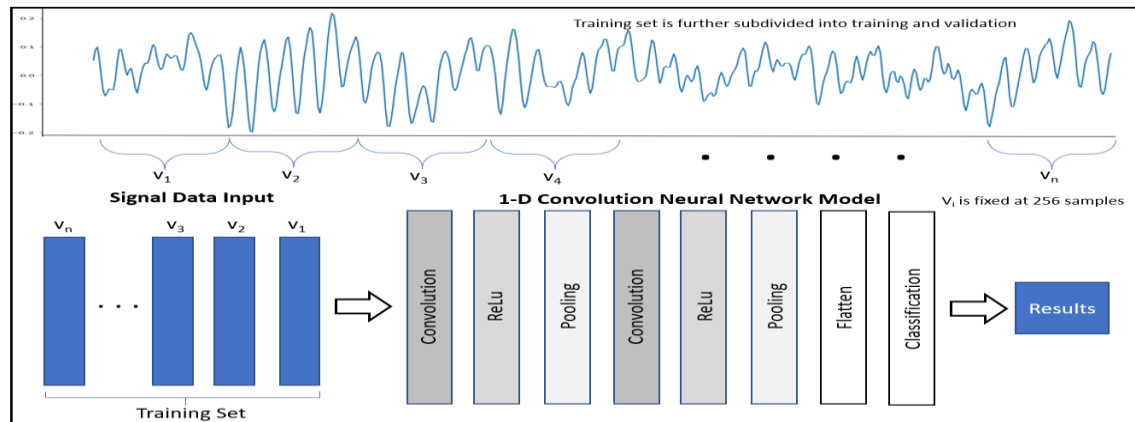 Training set is further subdivided into training and validation
0.2
0.1
0.0
-0.1
-0.2
v1 v2 v3 v4 vn
Signal Data Input
1-D Convolution Neural Network Model
Vi is fixed at 256 samples
vn v3 v2 v1
Convolution
ReLu
Pooling
Convolution
ReLu
Pooling
Flatten
Classification
Results
Training Set